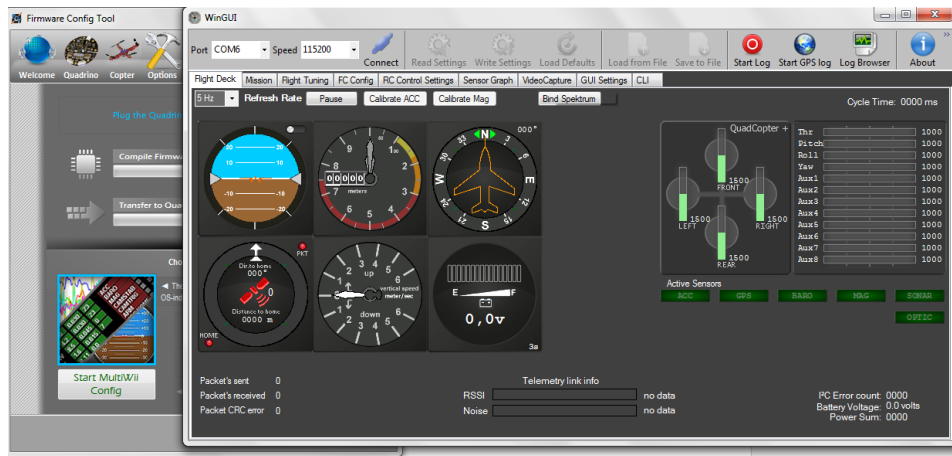 Firmware Config Tool
Welcome Quadrino Copter Options
Plug the Quadrin
Compile Firmw
Transfer to Qua
Cho
Start MultiWii
Config
WinGUI
Port COM6 Speed 115200 Connect Read Settings Write Settings Load Defaults Load from File Save to File Start Log Start GPS log Log Browser About
Flight Deck Mission Flight Tuning FC Config RC Control Settings Sensor Graph VideoCapture GUI Settings CLI
5 Hz Refresh Rate Pause Calibrate ACC Calibrate Mag Bind Spektrum
Cycle Time: 0000 ms
20 20
-10 -10
-20 -20
00000
meters
000°
N
W
S
QuadCopter +
1500
FRONT
1500
LEFT
1500
RIGHT
1500
REAR
Thr 1000
Pitch 1000
Roll 1000
Yaw 1000
Aux1 1000
Aux2 1000
Aux3 1000
Aux4 1000
Aux5 1000
Aux6 1000
Aux7 1000
Aux8 1000
Active Sensors
ACC GPS BARO MAG SONAR
OPTIC
Dir.to home
000°
PKT
0
Distance to home
0000 m
HOME
up
vertical speed
meter/sec
down
E F
0,0v
3a
Packet's sent 0
Packet's received 0
Packet CRC error 0
Telemetry link info
RSSI no data
Noise no data
I²C Error count: 0000
Battery Voltage: 0.0 volts
Power Sum: 0000